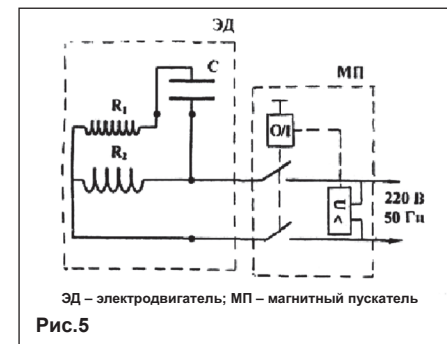 ЭД
C
МП
R₁
O/I
R₂
220 В
U
<
50 Гц
ЭД – электродвигатель; МП – магнитный пускатель
Рис.5